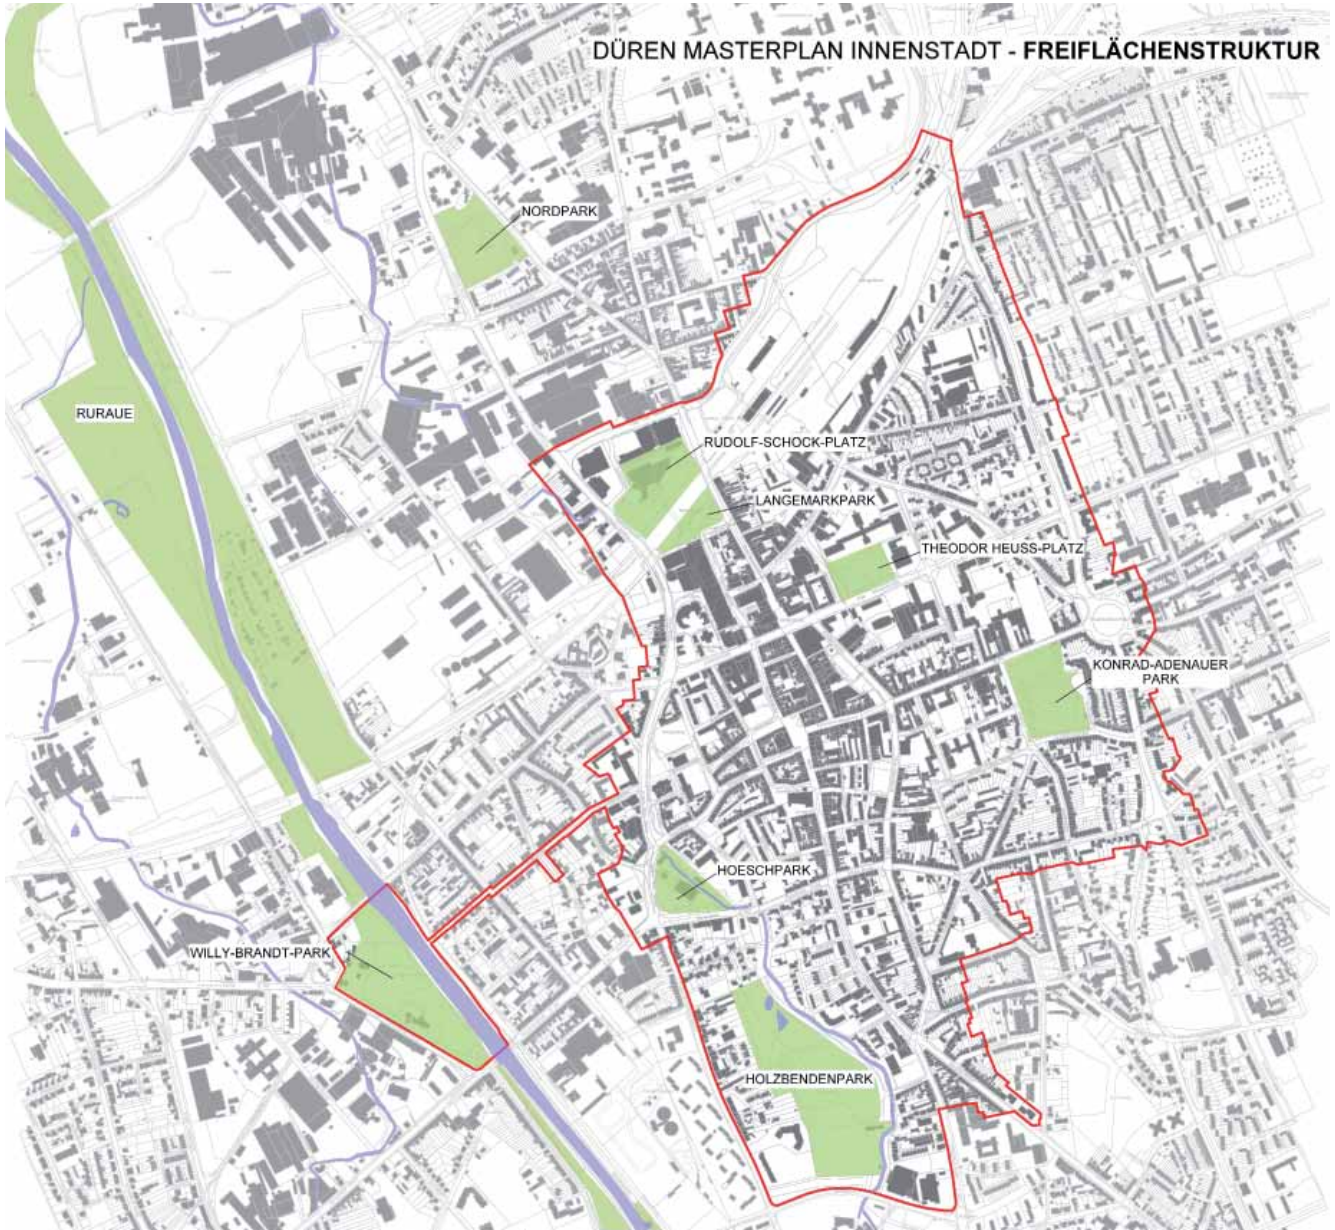 DÜREN MASTERPLAN INNENSTADT - FREIFLÄCHENSTRUKTUR
NORDPARK
RURAUE
RUDOLF-SCHOCK-PLATZ
LANGEMARKPARK
THEODOR HEUSS-PLATZ
KONRAD-ADENAUER
PARK
HOESCHPARK
WILLY-BRANDT-PARK
HOLZBENDENPARK